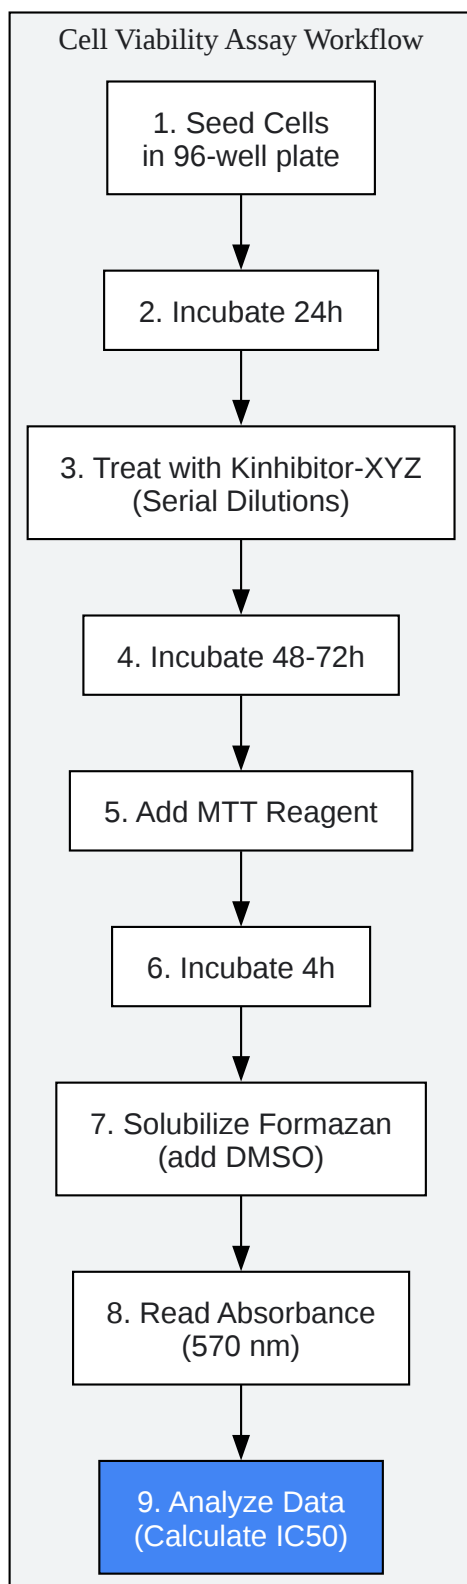 Cell Viability Assay Workflow
1. Seed Cells
in 96-well plate
2. Incubate 24h
3. Treat with Kinhibitor-XYZ
(Serial Dilutions)
4. Incubate 48-72h
5. Add MTT Reagent
6. Incubate 4h
7. Solubilize Formazan
(add DMSO)
8. Read Absorbance
(570 nm)
9. Analyze Data
(Calculate IC50)